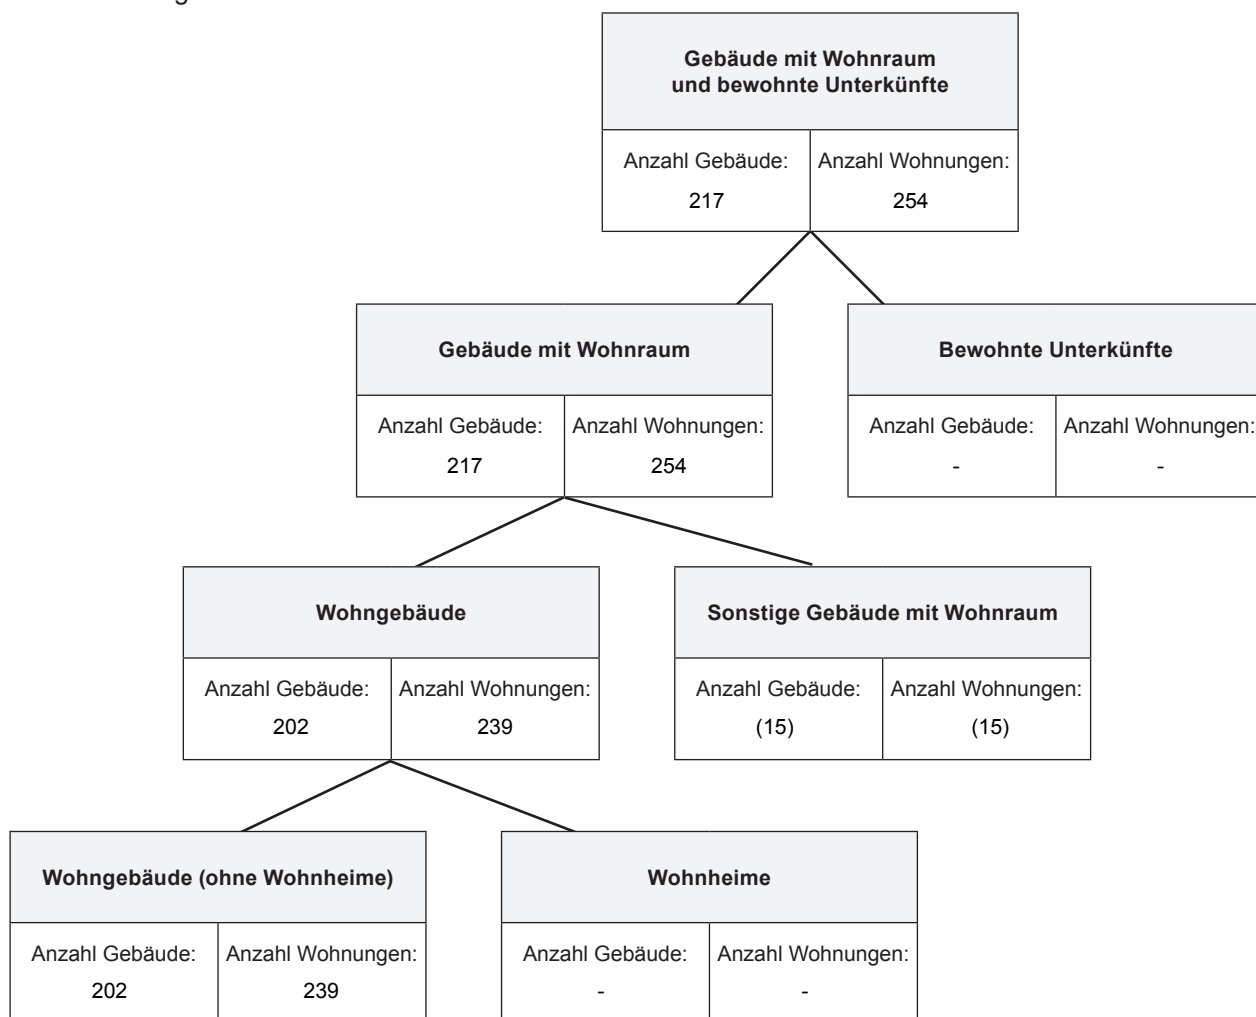 Gebäude mit Wohnraum
und bewohnte Unterkünfte
Anzahl Gebäude: Anzahl Wohnungen:
217 254
Gebäude mit Wohnraum
Anzahl Gebäude: Anzahl Wohnungen:
217 254
Bewohnte Unterkünfte
Anzahl Gebäude: Anzahl Wohnungen:
- -
Wohngebäude
Anzahl Gebäude: Anzahl Wohnungen:
202 239
Sonstige Gebäude mit Wohnraum
Anzahl Gebäude: Anzahl Wohnungen:
(15) (15)
Wohngebäude (ohne Wohnheime)
Anzahl Gebäude: Anzahl Wohnungen:
202 239
Wohnheime
Anzahl Gebäude: Anzahl Wohnungen:
- -